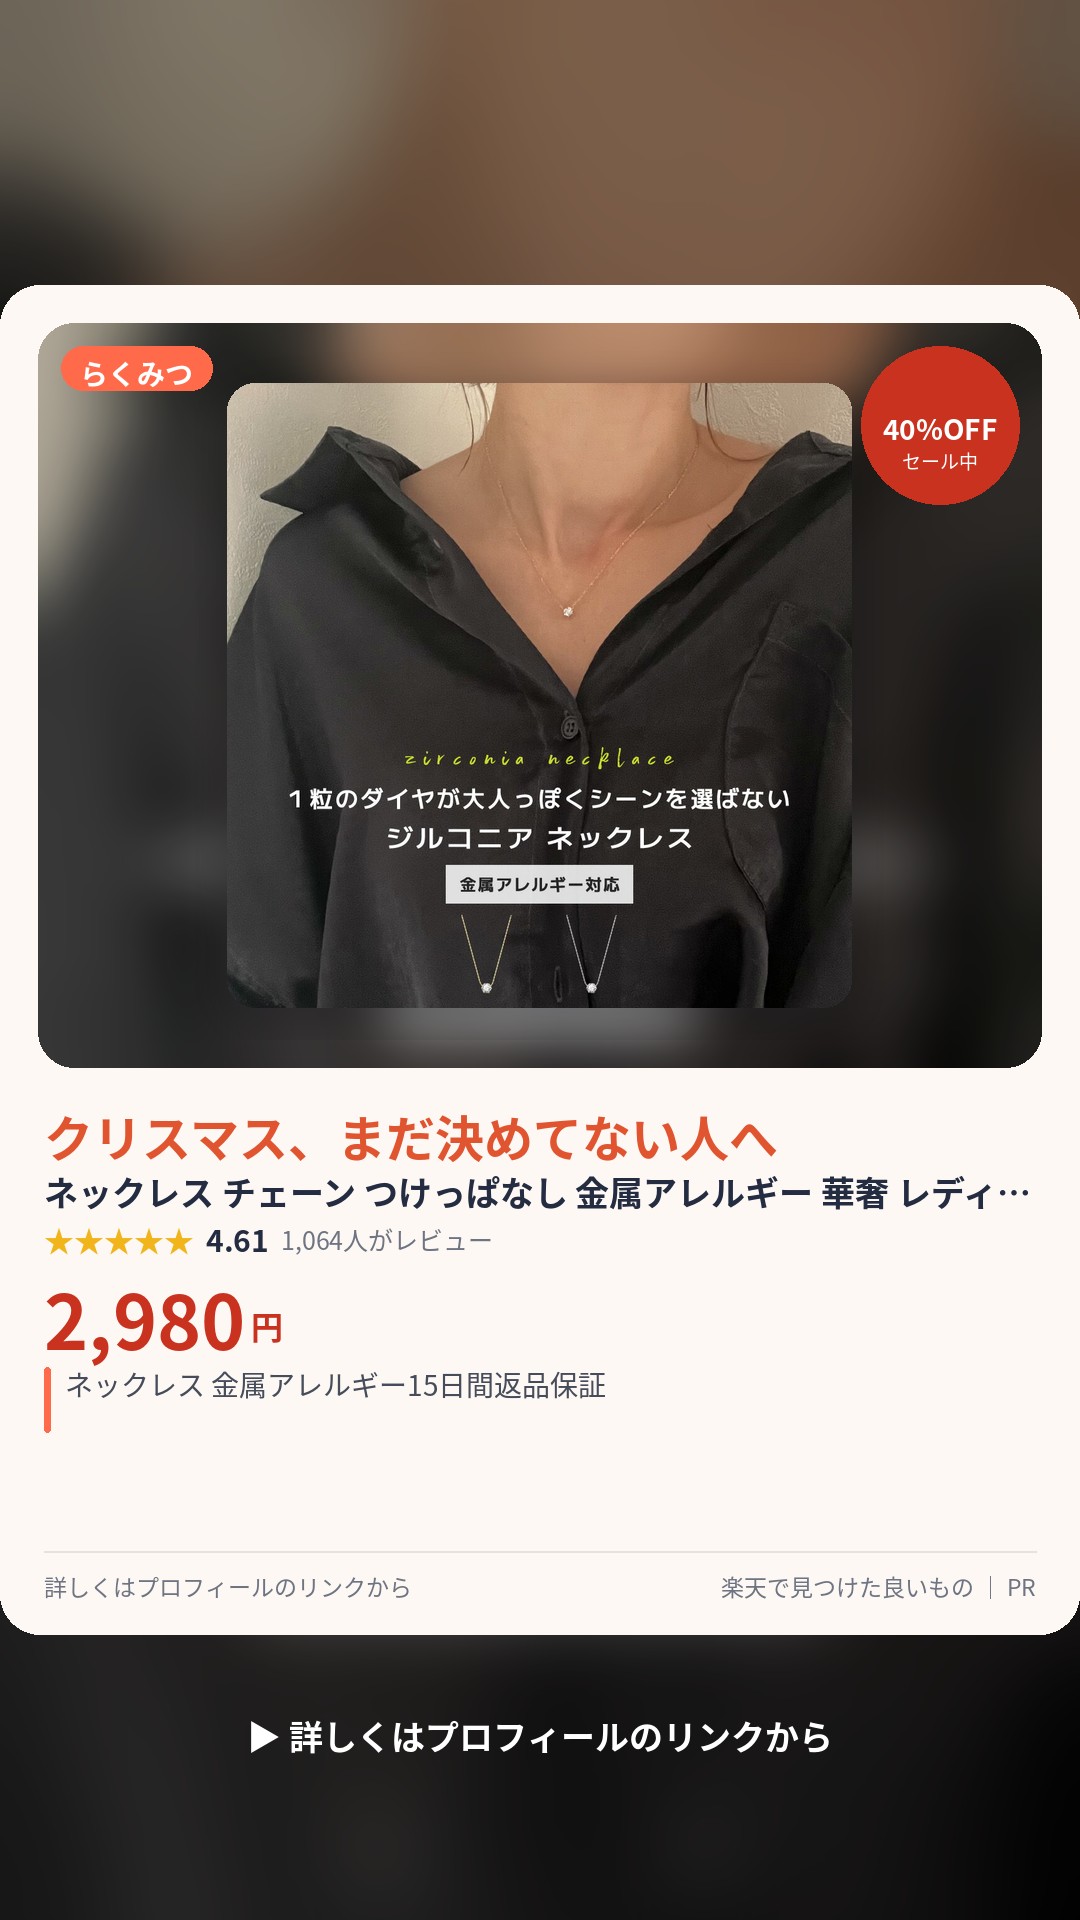 らくみつ
40%OFF
セール中
zirconia necklace
1粒のダイヤが大人っぽくシーンを選ばない
ジルコニア ネックレス
金属アレルギー対応
クリスマス、まだ決めてない人へ
ネックレス チェーン つけっぱなし 金属アレルギー 華奢 レディ…
★★★★★ 4.61 1,064人がレビュー
2,980円
ネックレス 金属アレルギー15日間返品保証
詳しくはプロフィールのリンクから
楽天で見つけた良いもの｜PR
▶ 詳しくはプロフィールのリンクから